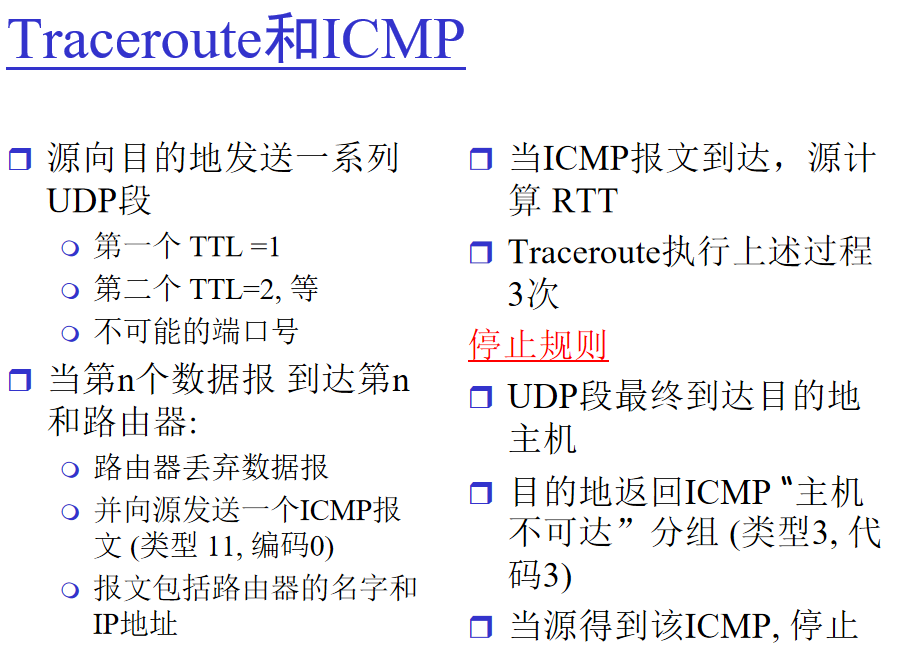 Traceroute和ICMP
源向目的地发送一系列
UDP段
第一个 TTL =1
第二个 TTL=2, 等
不可能的端口号
当第n个数据报 到达第n
和路由器:
路由器丢弃数据报
并向源发送一个ICMP报
文 (类型 11, 编码0)
报文包括路由器的名字和
IP地址
当ICMP报文到达，源计
算 RTT
Traceroute执行上述过程
3次
停止规则
UDP段最终到达目的地
主机
目的地返回ICMP〝主机
不可达” 分组 (类型3, 代
码3)
当源得到该ICMP, 停止